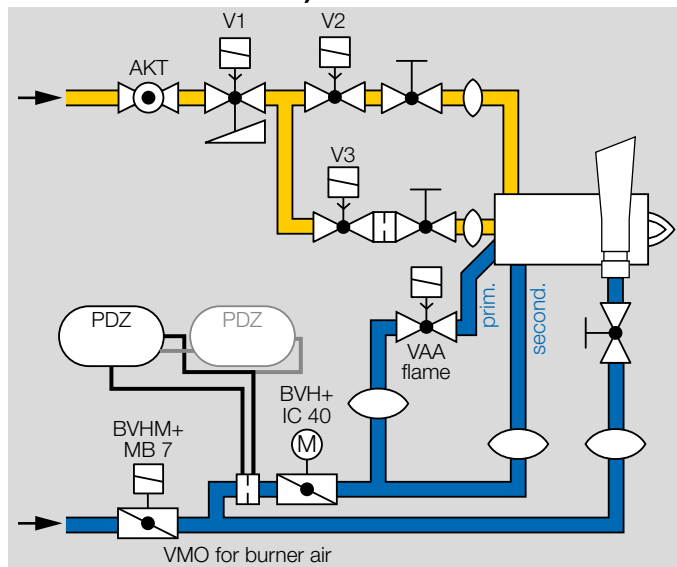 V1
V2
AKT
V3
prim.
second.
PDZ
PDZ
VAA
flame
BVH+
IC 40
M
BVHM+
MB 7
VMO for burner air